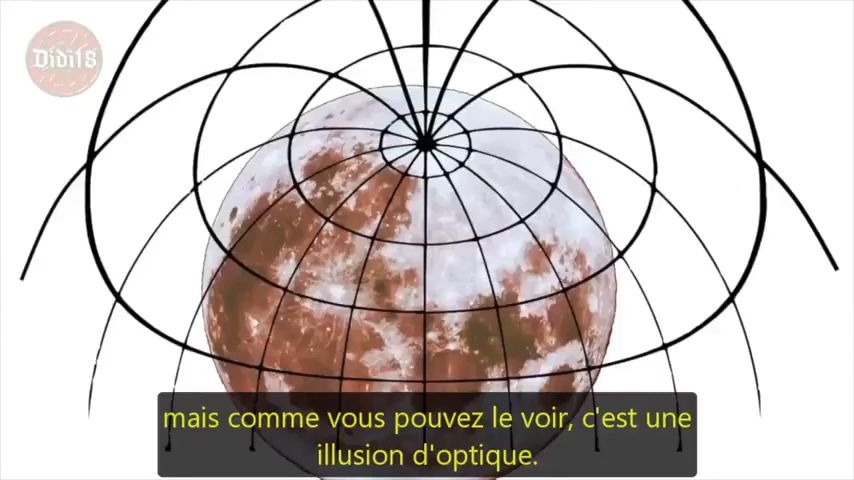 Didi18
mais comme vous pouvez le voir, c'est une
illusion d'optique.